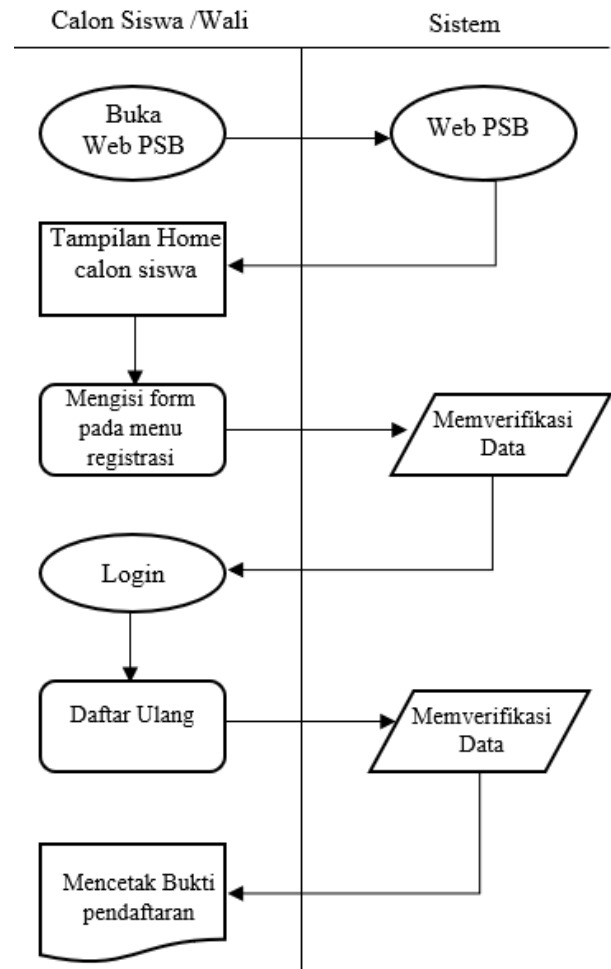 Calon Siswa /Wali
Sistem
Buka
Web PSB
Web PSB
Tampilan Home
calon siswa
Mengisi form
pada menu
registrasi
Memverifikasi
Data
Login
Daftar Ulang
Memverifikasi
Data
Mencetak Bukti
pendaftaran